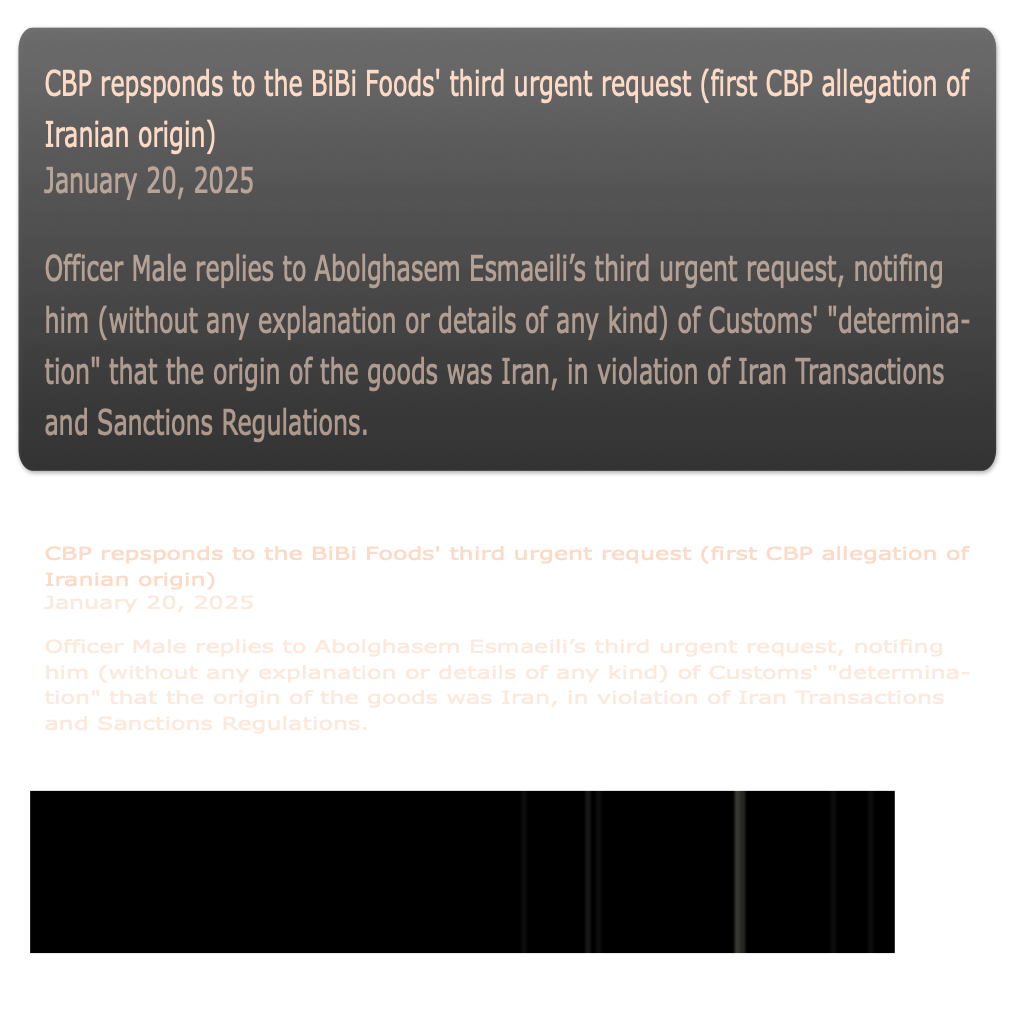 CBP repsponds to the BiBi Foods' third urgent request (first CBP allegation of
Iranian origin)
January 20, 2025
Officer Male replies to Abolghasem Esmaeili’s third urgent request, notifing
him (without any explanation or details of any kind) of Customs' "determina-
tion" that the origin of the goods was Iran, in violation of Iran Transactions
and Sanctions Regulations.
CBP repsponds to the BiBi Foods' third urgent request (first CBP allegation of
Iranian origin)
January 20, 2025
Officer Male replies to Abolghasem Esmaeili’s third urgent request, notifing
him (without any explanation or details of any kind) of Customs' "determina-
tion" that the origin of the goods was Iran, in violation of Iran Transactions
and Sanctions Regulations.